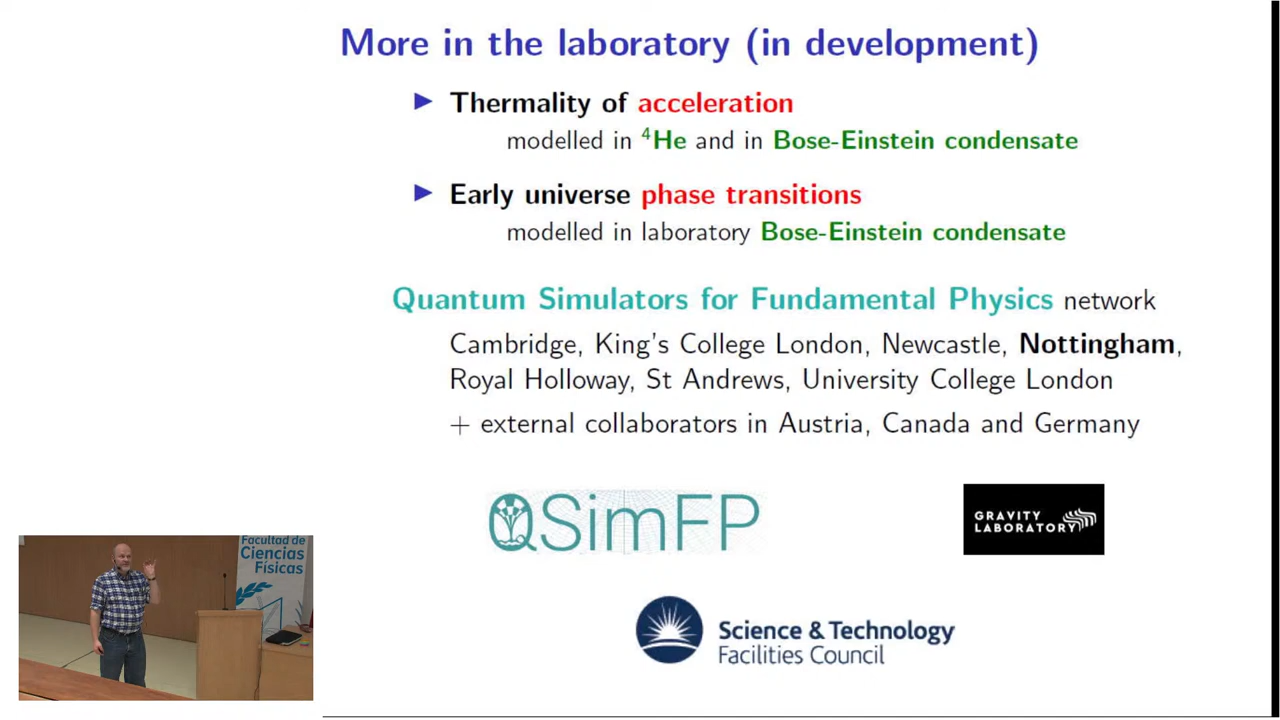 More in the laboratory (in development)
▶ Thermality of acceleration
modelled in ⁴He and in Bose-Einstein condensate
▶ Early universe phase transitions
modelled in laboratory Bose-Einstein condensate
Quantum Simulators for Fundamental Physics network
Cambridge, King's College London, Newcastle, Nottingham,
Royal Holloway, St Andrews, University College London
+ external collaborators in Austria, Canada and Germany
QSimFP
GRAVITY
LABORATORY
Facultad de
Ciencias
Físicas
Science & Technology
Facilities Council